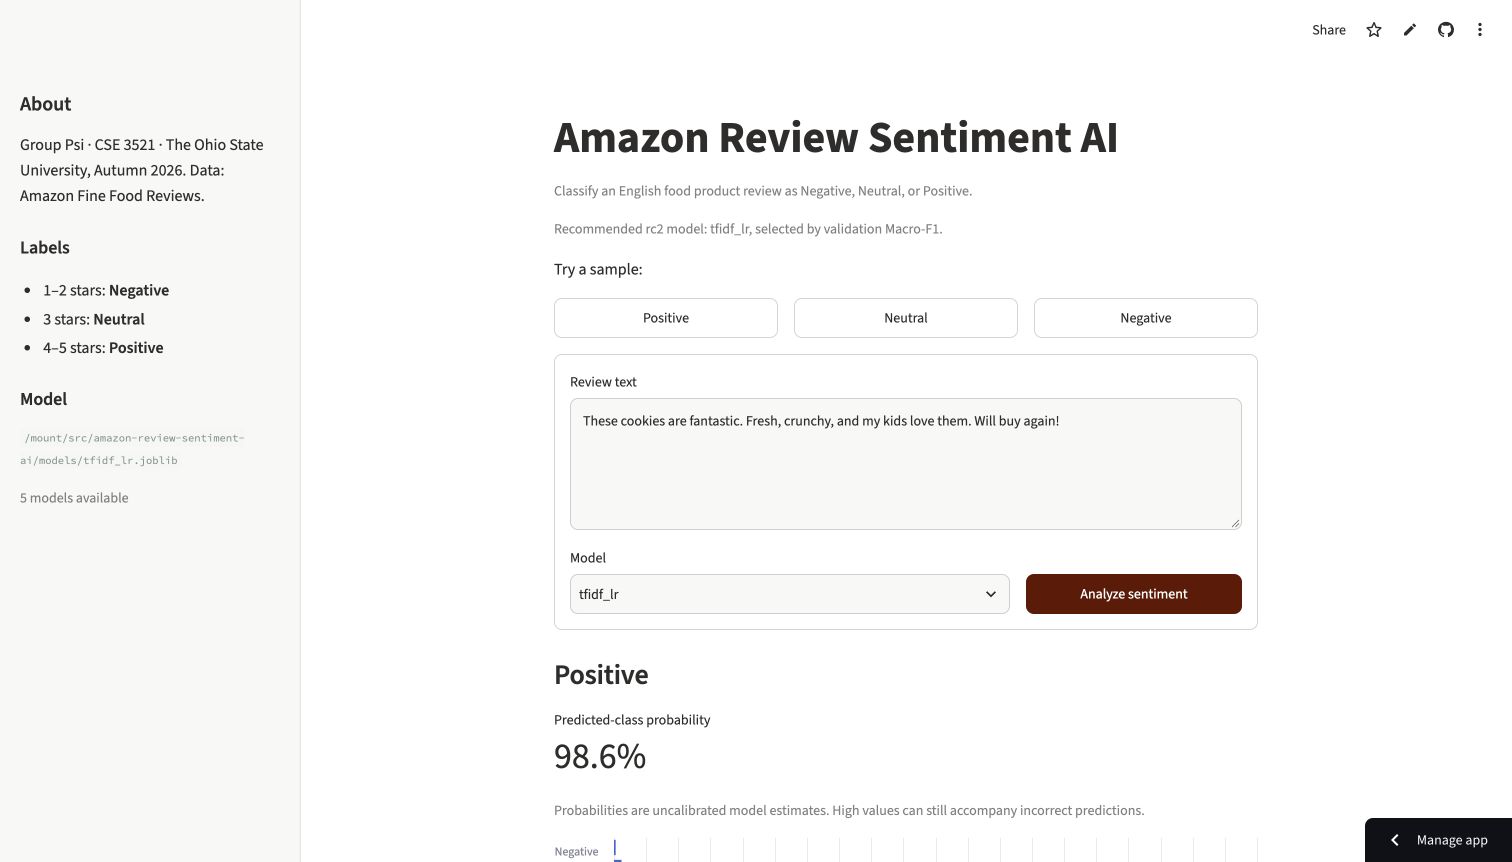 Share
About
Group Psi · CSE 3521 · The Ohio State
University, Autumn 2026. Data:
Amazon Fine Food Reviews.
Labels
1–2 stars: Negative
3 stars: Neutral
4–5 stars: Positive
Model
/mount/src/amazon-review-sentiment-
ai/models/tfidf_lr.joblib
5 models available
Amazon Review Sentiment AI
Classify an English food product review as Negative, Neutral, or Positive.
Recommended rc2 model: tfidf_lr, selected by validation Macro-F1.
Try a sample:
Positive
Neutral
Negative
Review text
These cookies are fantastic. Fresh, crunchy, and my kids love them. Will buy again!
Model
tfidf_lr
Analyze sentiment
Positive
Predicted-class probability
98.6%
Probabilities are uncalibrated model estimates. High values can still accompany incorrect predictions.
Negative
Manage app